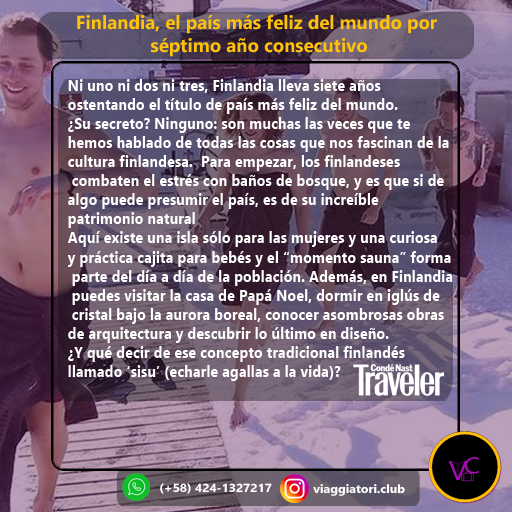 Finlandia, el país más feliz del mundo por
séptimo año consecutivo
Ni uno ni dos ni tres, Finlandia lleva siete años
ostentando el título de país más feliz del mundo.
¿Su secreto? Ninguno: son muchas las veces que te
hemos hablado de todas las cosas que nos fascinan de la
cultura finlandesa. Para empezar, los finlandeses
combaten el estrés con baños de bosque, y es que si de
algo puede presumir el país, es de su increíble
patrimonio natural
Aquí existe una isla sólo para las mujeres y una curiosa
y práctica cajita para bebés y el “momento sauna” forma
parte del día a día de la población. Además, en Finlandia
puedes visitar la casa de Papá Noel, dormir en iglús de
cristal bajo la aurora boreal, conocer asombrosas obras
de arquitectura y descubrir lo último en diseño.
¿Y qué decir de ese concepto tradicional finlandés
llamado ‘sisu’ (echarle agallas a la vida)?
Condé Nast
Traveler
VC
(+58) 424-1327217 viaggiatori.club